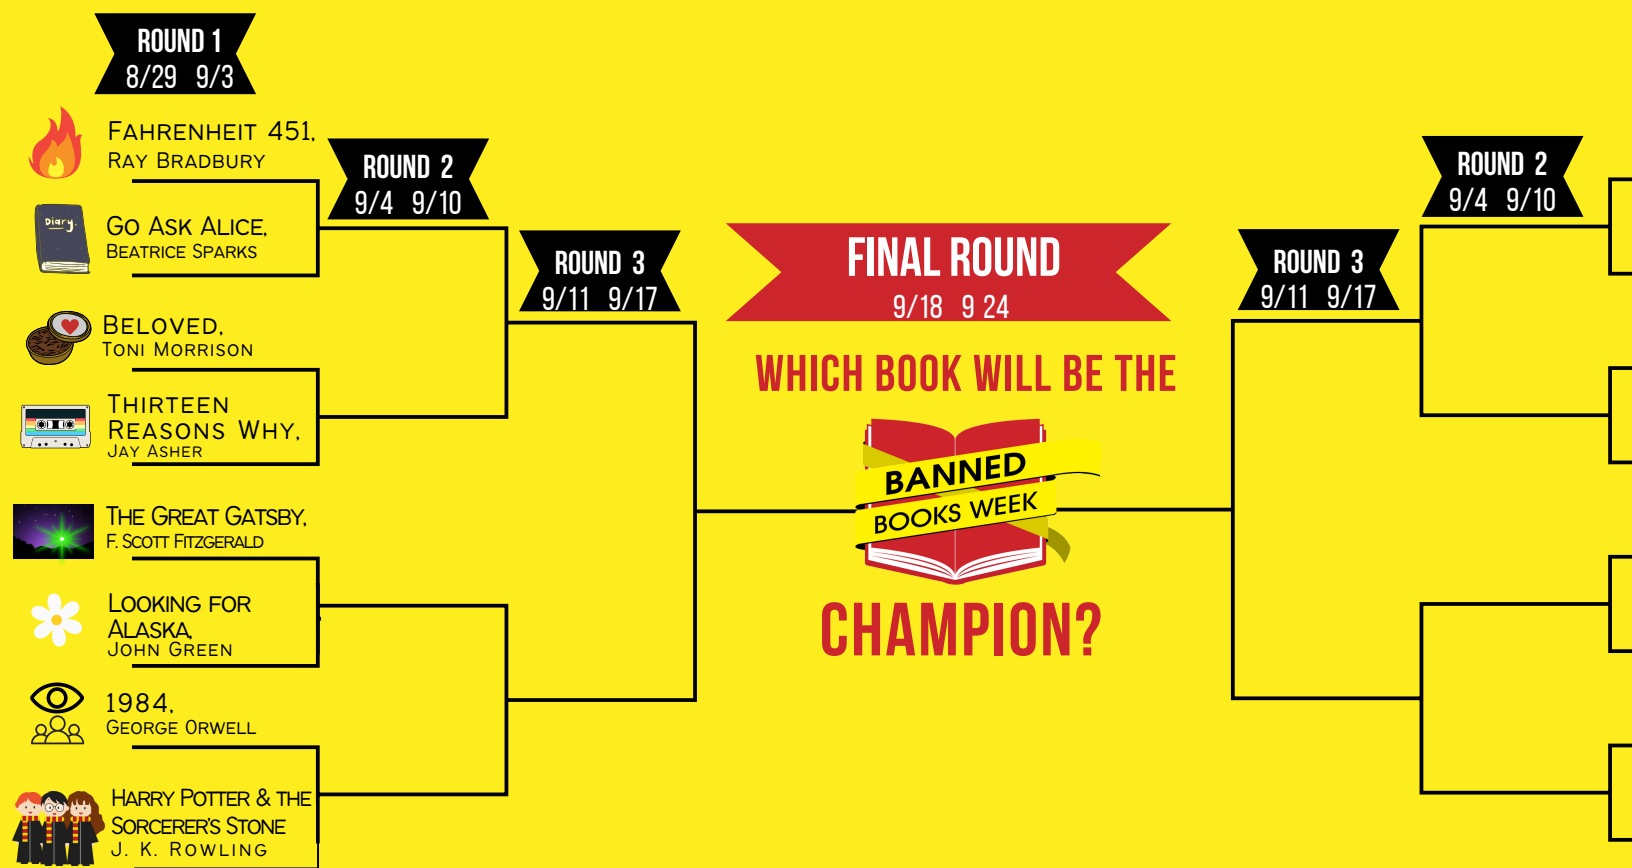 ROUND 1
8/29 9/3
FAHRENHEIT 451,
RAY BRADBURY
Diary.
GO ASK ALICE,
BEATRICE SPARKS
BELOVED,
TONI MORRISON
THIRTEEN
REASONS WHY,
JAY ASHER
THE GREAT GATSBY,
F. SCOTT FITZGERALD
LOOKING FOR
ALASKA,
JOHN GREEN
1984,
GEORGE ORWELL
HARRY POTTER & THE
SORCERER'S STONE
J. K. ROWLING
ROUND 2
9/4 9/10
ROUND 3
9/11 9/17
FINAL ROUND
9/18 9 24
WHICH BOOK WILL BE THE
BANNED
BOOKS WEEK
CHAMPION?
ROUND 3
9/11 9/17
ROUND 2
9/4 9/10